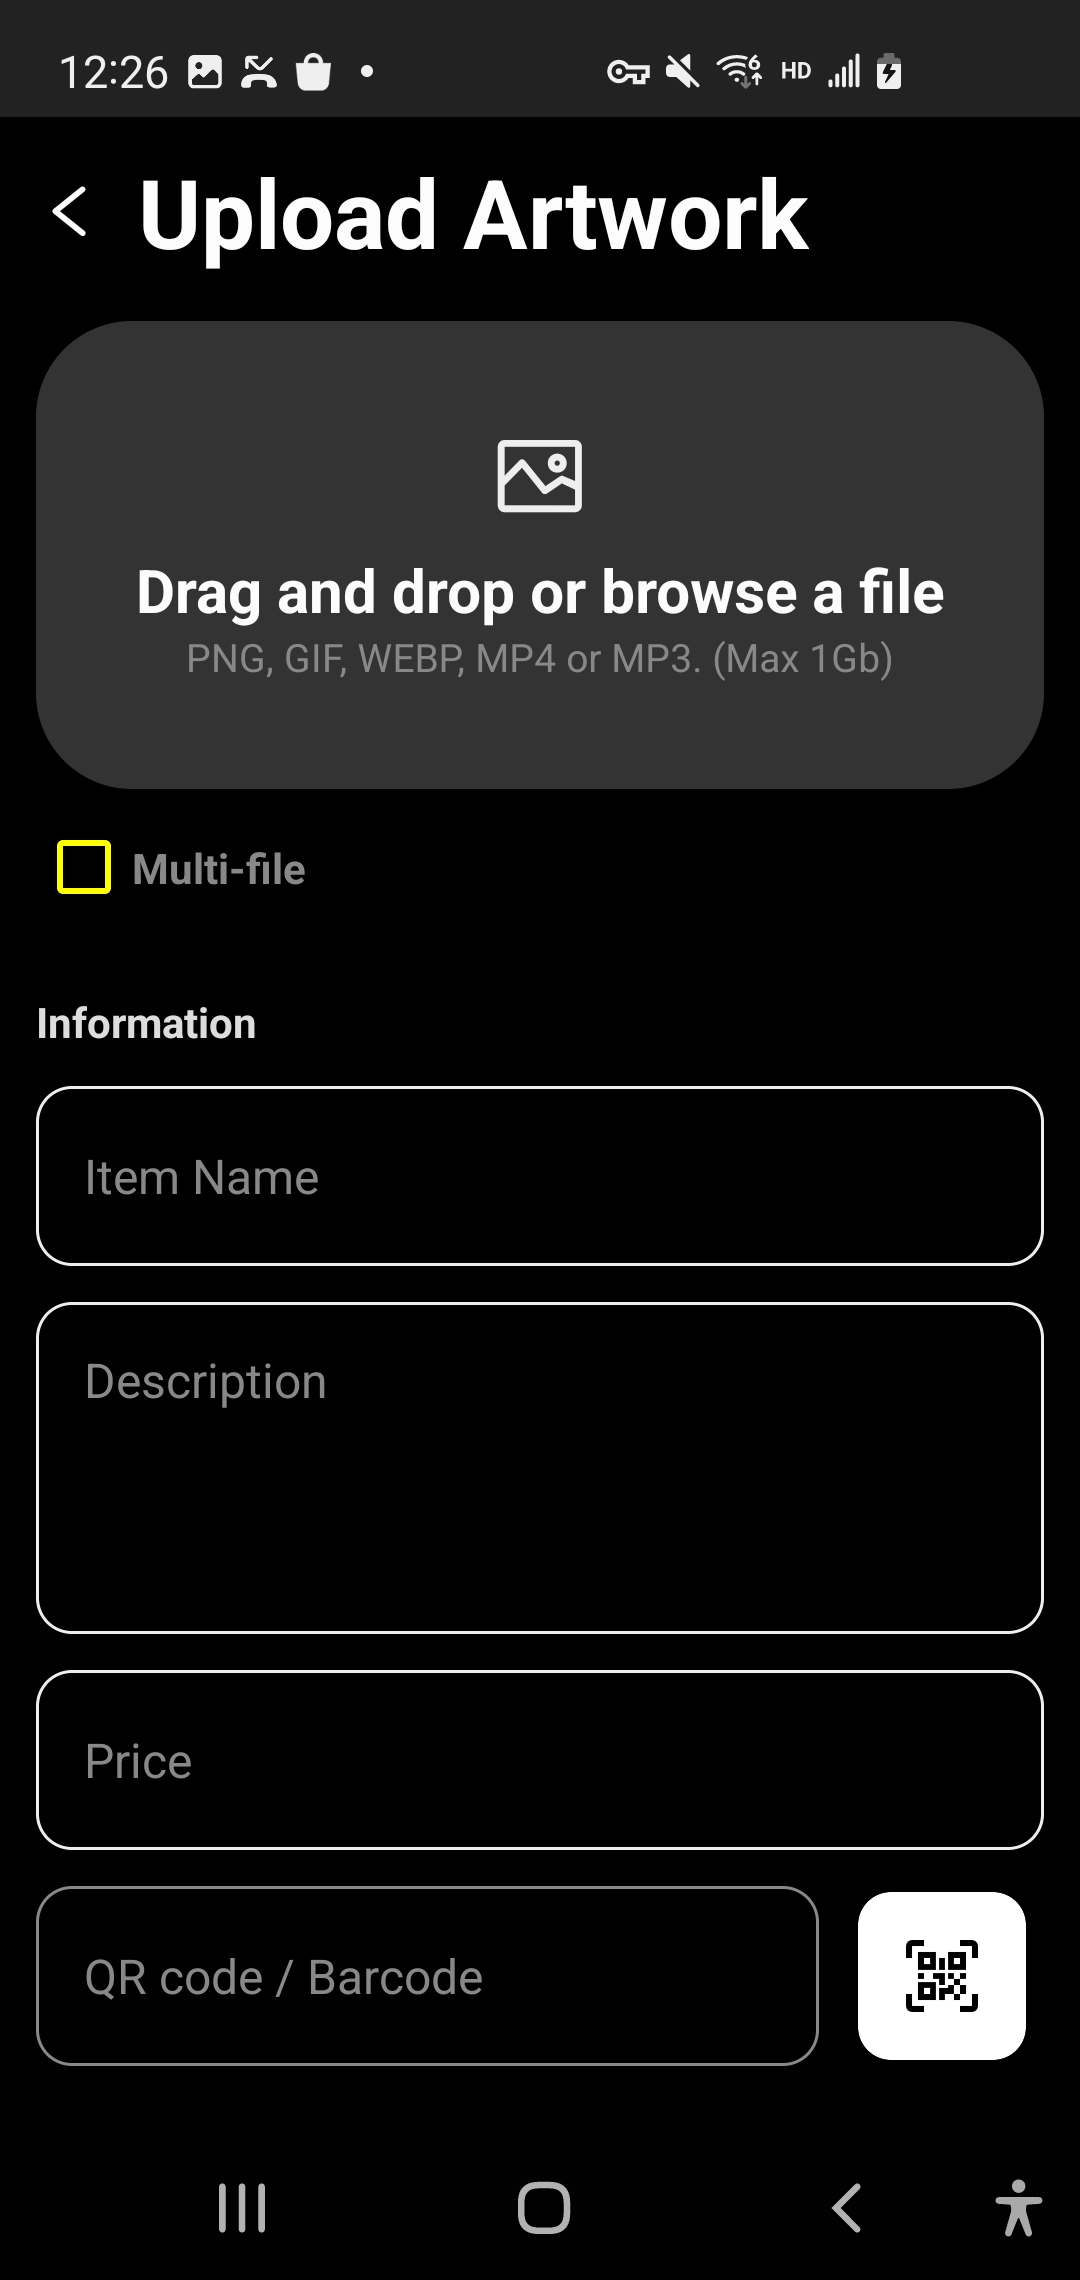 12:26
HD
Upload Artwork
Drag and drop or browse a file
PNG, GIF, WEBP, MP4 or MP3. (Max 1Gb)
Multi-file
Information
Item Name
Description
Price
QR code / Barcode